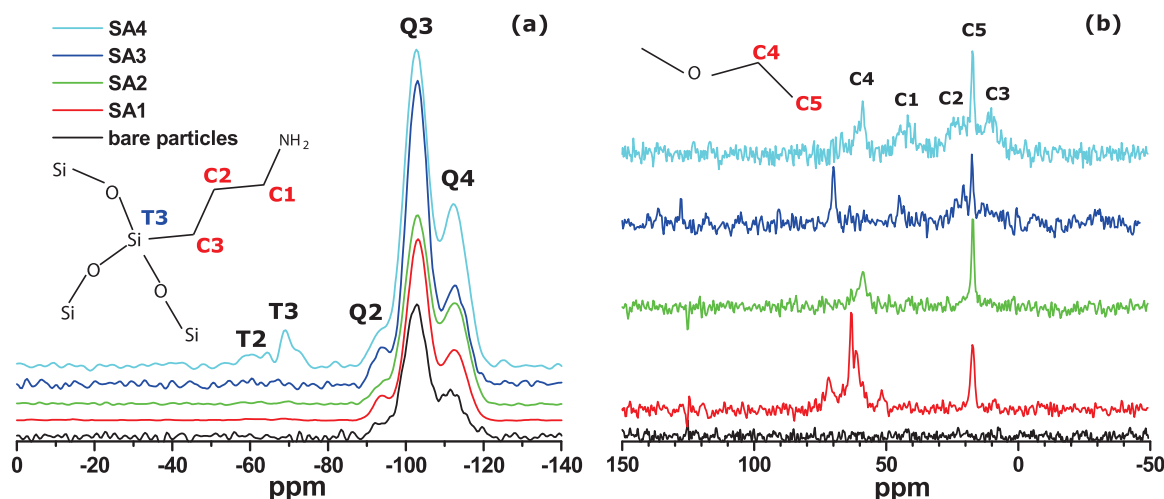 SA4
SA3
SA2
SA1
bare particles
(a)
Q3
Q4
Q2
T3
T2
Si
O
NH2
C2
C1
T3
Si
C3
O
O
Si
Si
0 -20 -40 -60 -80 -100 -120 -140
ppm
(b)
C4
O
C5
C4
C1
C2
C5
C3
150 100 50 0 -50
ppm